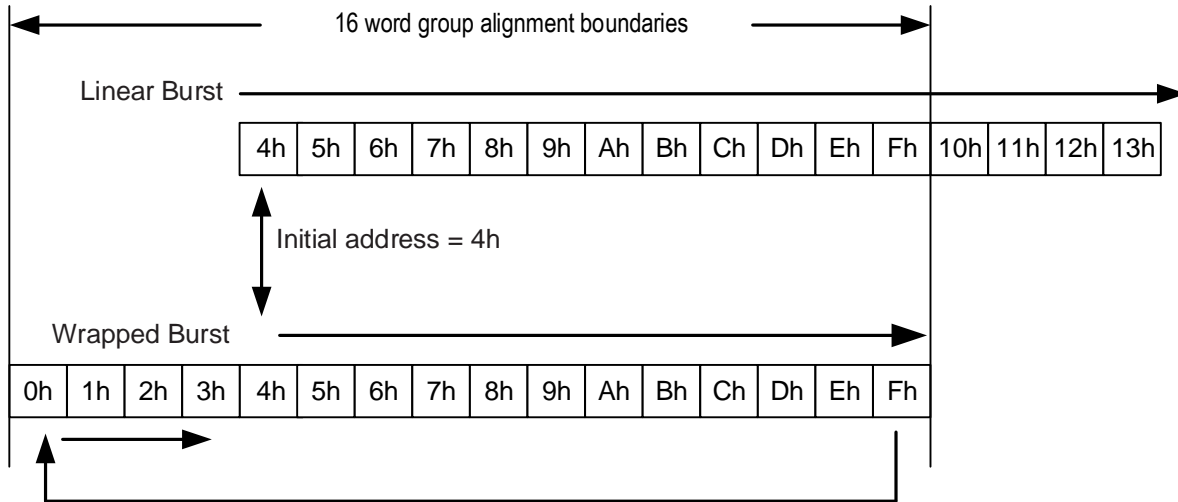 16 word group alignment boundaries
Linear Burst
4h 5h 6h 7h 8h 9h Ah Bh Ch Dh Eh Fh 10h 11h 12h 13h
Initial address = 4h
Wrapped Burst
0h 1h 2h 3h 4h 5h 6h 7h 8h 9h Ah Bh Ch Dh Eh Fh